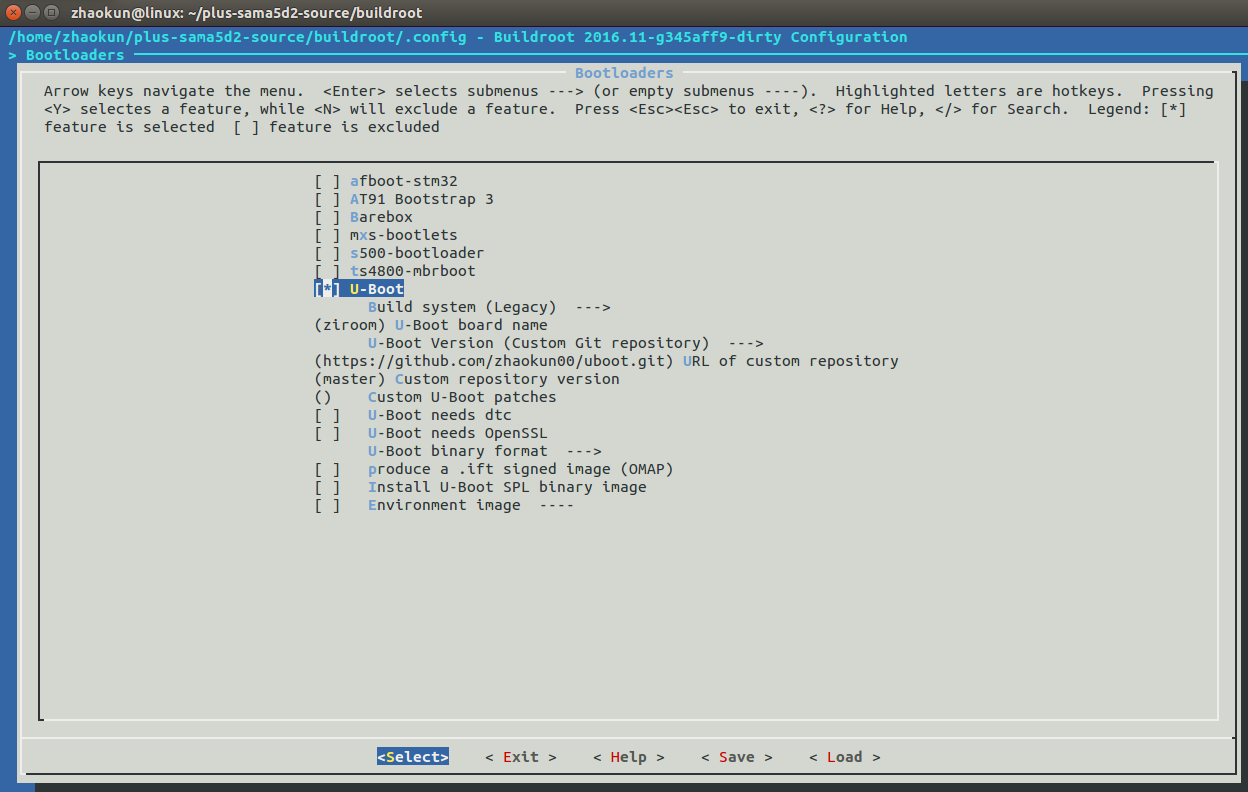 zhaokun@linux: ~/plus-sama5d2-source/buildroot
/home/zhaokun/plus-sama5d2-source/buildroot/.config - Buildroot 2016.11-g345aff9-dirty Configuration
> Bootloaders
Bootloaders
Arrow keys navigate the menu.  <Enter> selects submenus ---> (or empty submenus ----).  Highlighted letters are hotkeys.  Pressing
<Y> selectes a feature, while <N> will exclude a feature.  Press <Esc><Esc> to exit, <?> for Help, </> for Search.  Legend: [*]
feature is selected  [ ] feature is excluded
[ ] afboot-stm32
[ ] AT91 Bootstrap 3
[ ] Barebox
[ ] mxs-bootlets
[ ] s500-bootloader
[ ] ts4800-mbrboot
[*] U-Boot
Build system (Legacy)  --->
(ziroom) U-Boot board name
U-Boot Version (Custom Git repository)  --->
(https://github.com/zhaokun00/uboot.git) URL of custom repository
(master) Custom repository version
()    Custom U-Boot patches
[ ]   U-Boot needs dtc
[ ]   U-Boot needs OpenSSL
U-Boot binary format  --->
[ ]   produce a .ift signed image (OMAP)
[ ]   Install U-Boot SPL binary image
[ ]   Environment image  ----
<Select>    < Exit >    < Help >    < Save >    < Load >